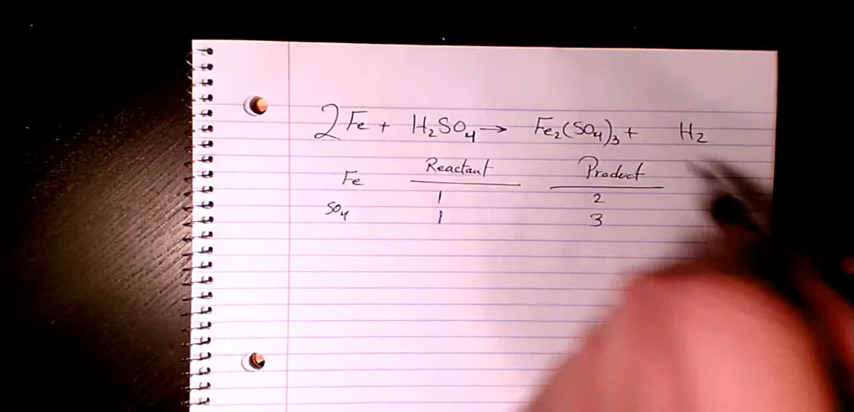 2Fe + H₂SO₄ → Fe₂(SO₄)₃ + H₂
Reactant Product
Fe 1 2
SO₄ 1 3